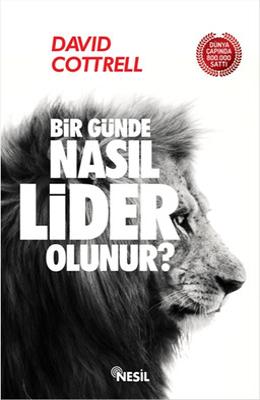 DAVID
COTTRELL
DÜNYA
ÇAPINDA
800.000
SATTI
BİR GÜNDE
NASIL
LİDER
OLUNUR?
NESİL